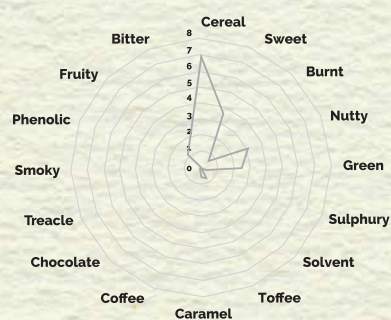 Cereal
Sweet
Burnt
Nutty
Green
Sulphury
Solvent
Toffee
Caramel
Coffee
Chocolate
Treacle
Smoky
Phenolic
Fruity
Bitter
8
7
6
5
4
3
2
1
0